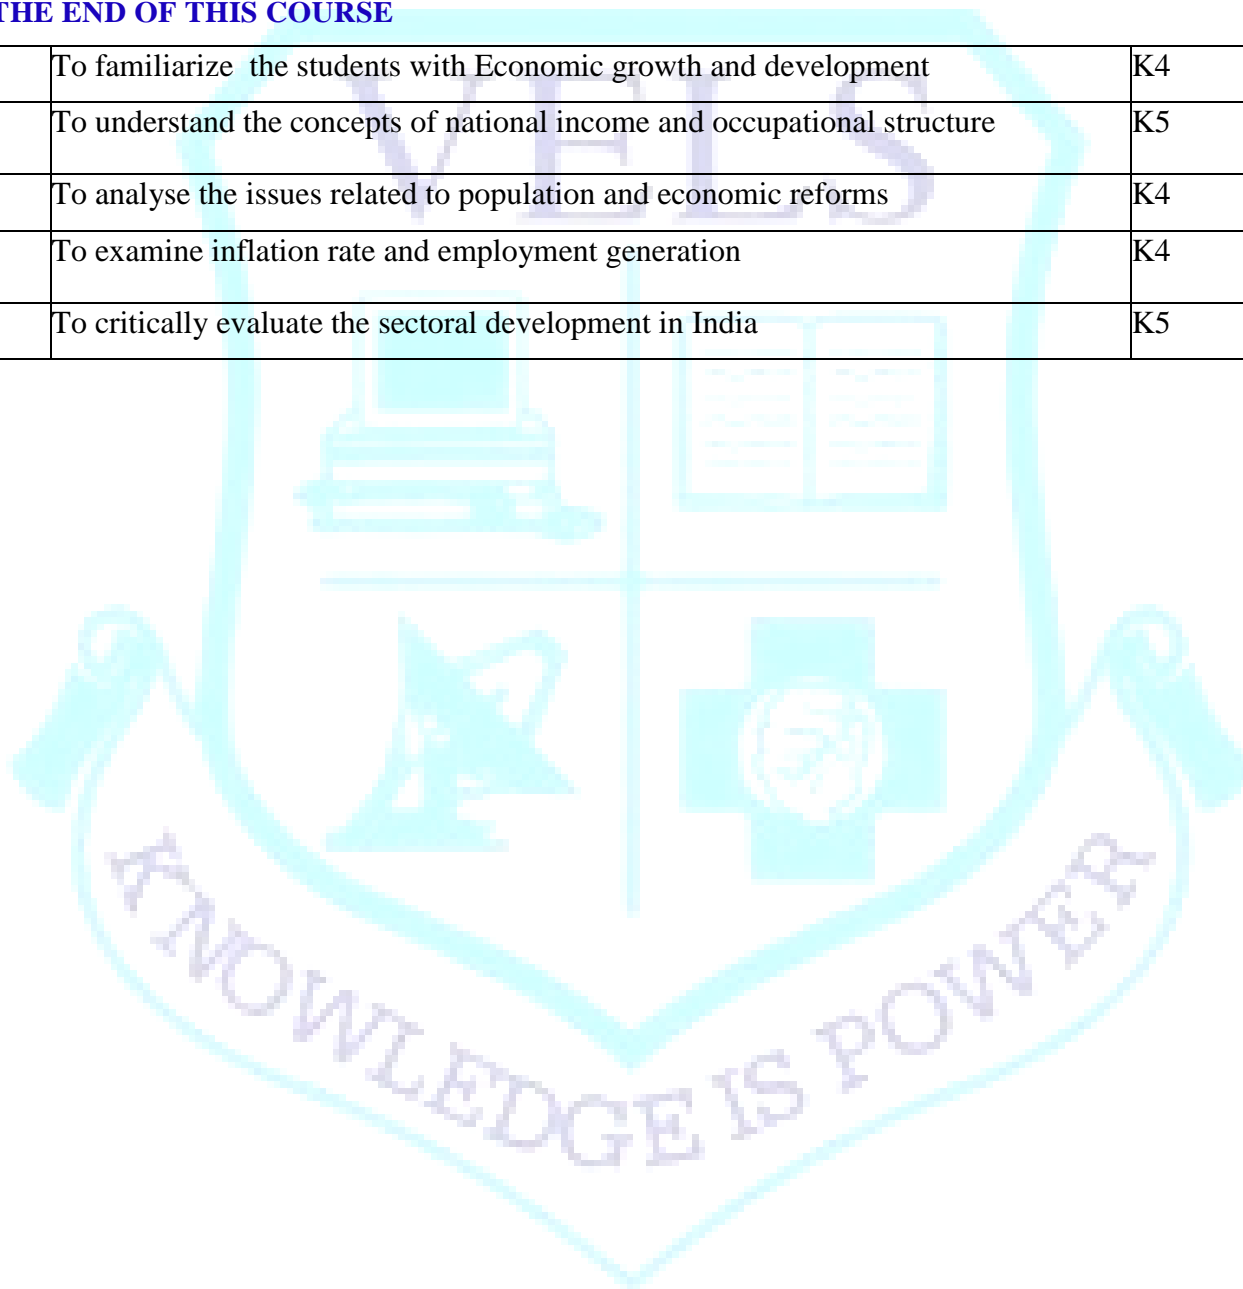 THE END OF THIS COURSE
To familiarize the students with Economic growth and development K4
To understand the concepts of national income and occupational structure K5
To analyse the issues related to population and economic reforms K4
To examine inflation rate and employment generation K4
To critically evaluate the sectoral development in India K5
VELS
KNOWLEDGE IS POWER